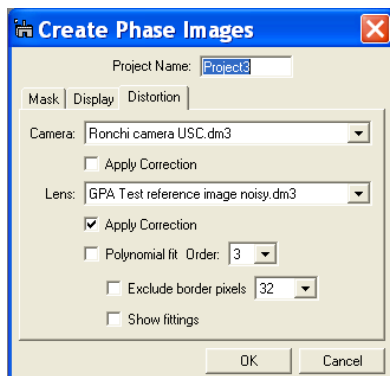 Create Phase Images
Project Name: Project3
Mask Display Distortion
Camera: Ronchi camera USC.dm3
Apply Correction
Lens: GPA Test reference image noisy.dm3
Apply Correction
Polynomial fit Order: 3
Exclude border pixels 32
Show fittings
OK Cancel